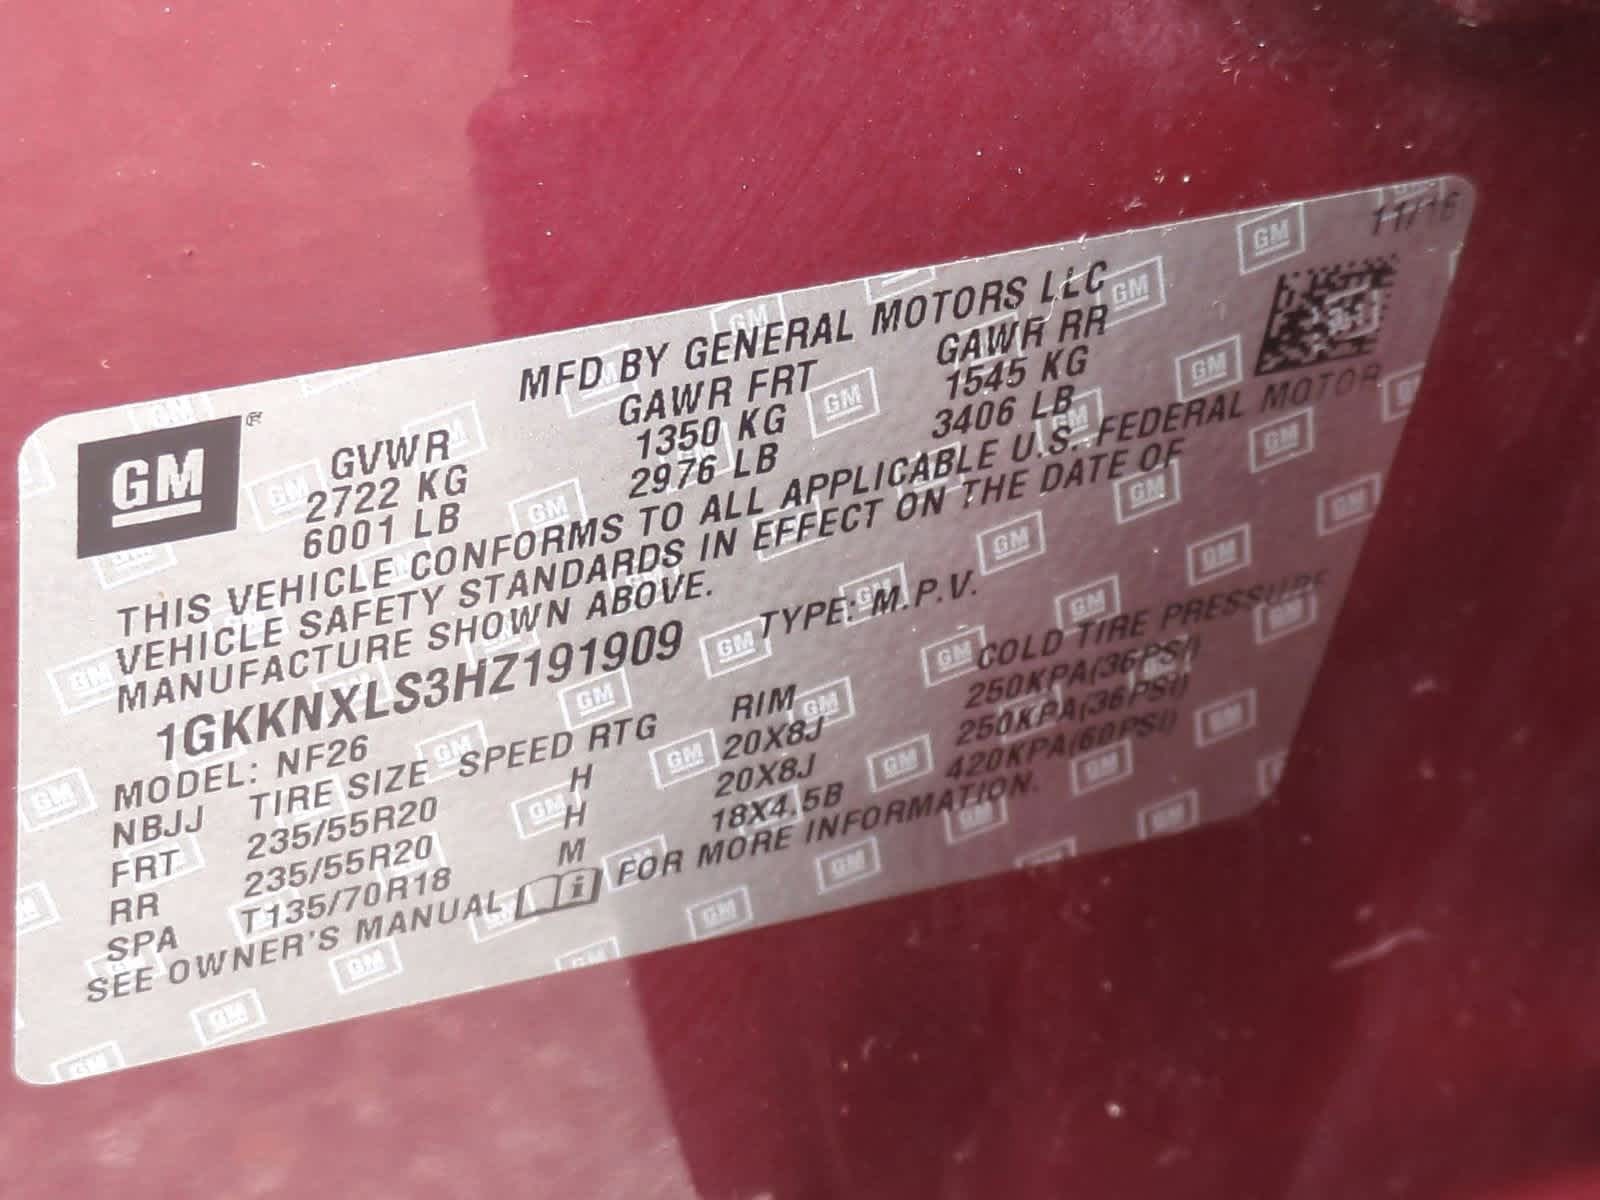 11/16
MFD BY GENERAL MOTORS LLC
GM®
GVWR GAWR FRT GAWR RR
2722 KG 1350 KG 1545 KG
6001 LB 2976 LB 3406 LB
THIS VEHICLE CONFORMS TO ALL APPLICABLE U.S. FEDERAL MOTOR
VEHICLE SAFETY STANDARDS IN EFFECT ON THE DATE OF
MANUFACTURE SHOWN ABOVE.
1GKKNXLS3HZ191909 TYPE: M.P.V.
MODEL: NF26
NBJJ TIRE SIZE SPEED RTG RIM COLD TIRE PRESSURE
FRT 235/55R20 H 20X8J 250KPA(36PSI)
RR 235/55R20 H 20X8J 250KPA(36PSI)
SPA T135/70R18 M 18X4.5B 420KPA(60PSI)
SEE OWNER'S MANUAL i FOR MORE INFORMATION.